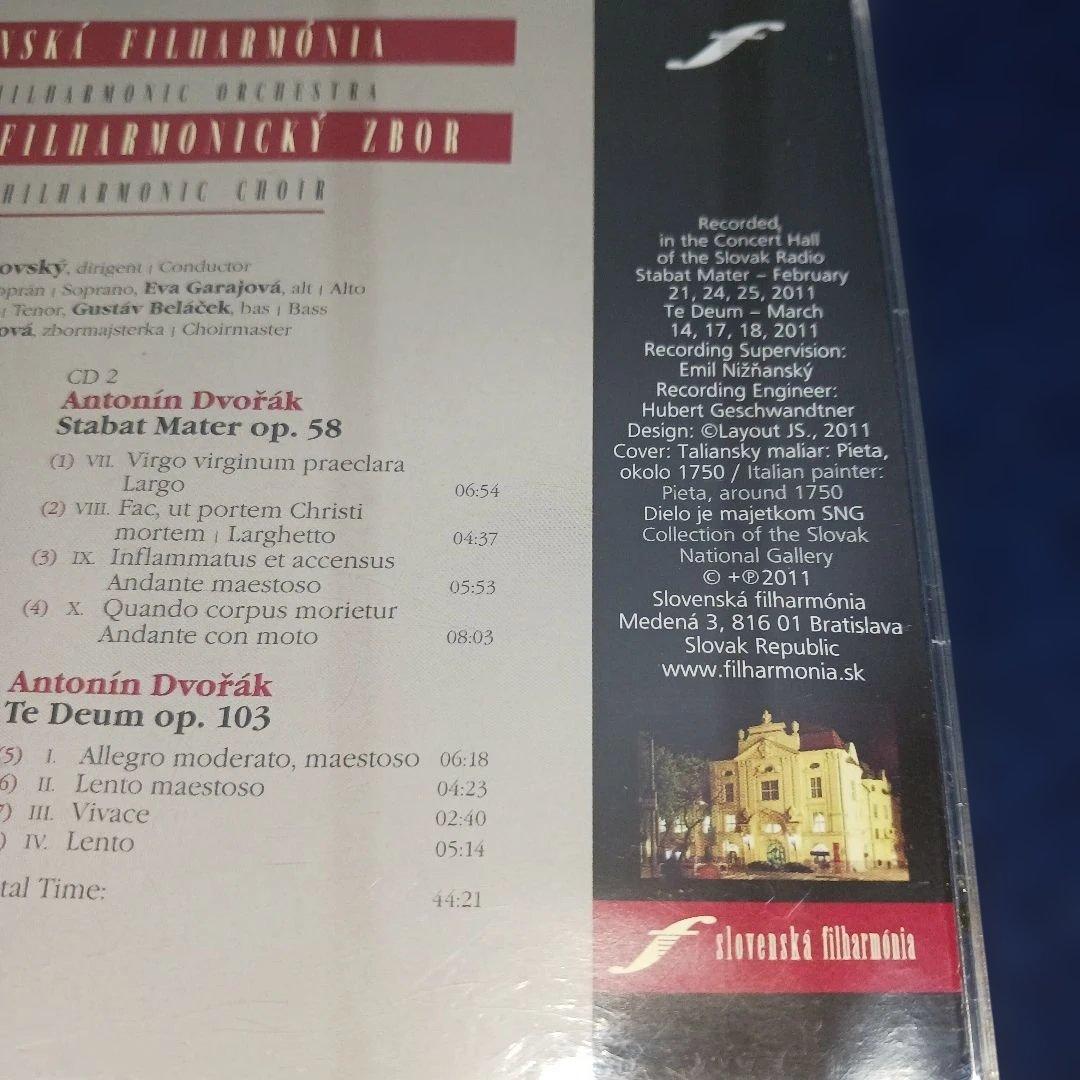 VSKÁ FILHARMÓNIA
HILHARMONIC ORCHESTRA
FILHARMONICKÝ ZBOR
HILHARMONIC CHOIR
ovský, dirigent | Conductor
oprán | Soprano, Eva Garajová, alt | Alto
| Tenor, Gustáv Beláček, bas | Bass
ová, zbormajsterka | Choirmaster
CD 2
Antonín Dvořák
Stabat Mater op. 58
(1) VII. Virgo virginum praeclara
Largo 06:54
(2) VIII. Fac, ut portem Christi
mortem | Larghetto 04:37
(3) IX. Inflammatus et accensus
Andante maestoso 05:53
(4) X. Quando corpus morietur
Andante con moto 08:03
Antonín Dvořák
Te Deum op. 103
5) I. Allegro moderato, maestoso 06:18
6) II. Lento maestoso 04:23
7) III. Vivace 02:40
) IV. Lento 05:14
tal Time: 44:21
Recorded,
in the Concert Hall
of the Slovak Radio
Stabat Mater – February
21, 24, 25, 2011
Te Deum – March
14, 17, 18, 2011
Recording Supervision:
Emil Nižňanský
Recording Engineer:
Hubert Geschwandtner
Design: ©Layout JS., 2011
Cover: Taliansky maliar: Pieta,
okolo 1750 / Italian painter:
Pieta, around 1750
Dielo je majetkom SNG
Collection of the Slovak
National Gallery
© +℗2011
Slovenská filharmónia
Medená 3, 816 01 Bratislava
Slovak Republic
www.filharmonia.sk
slovenská filharmónia